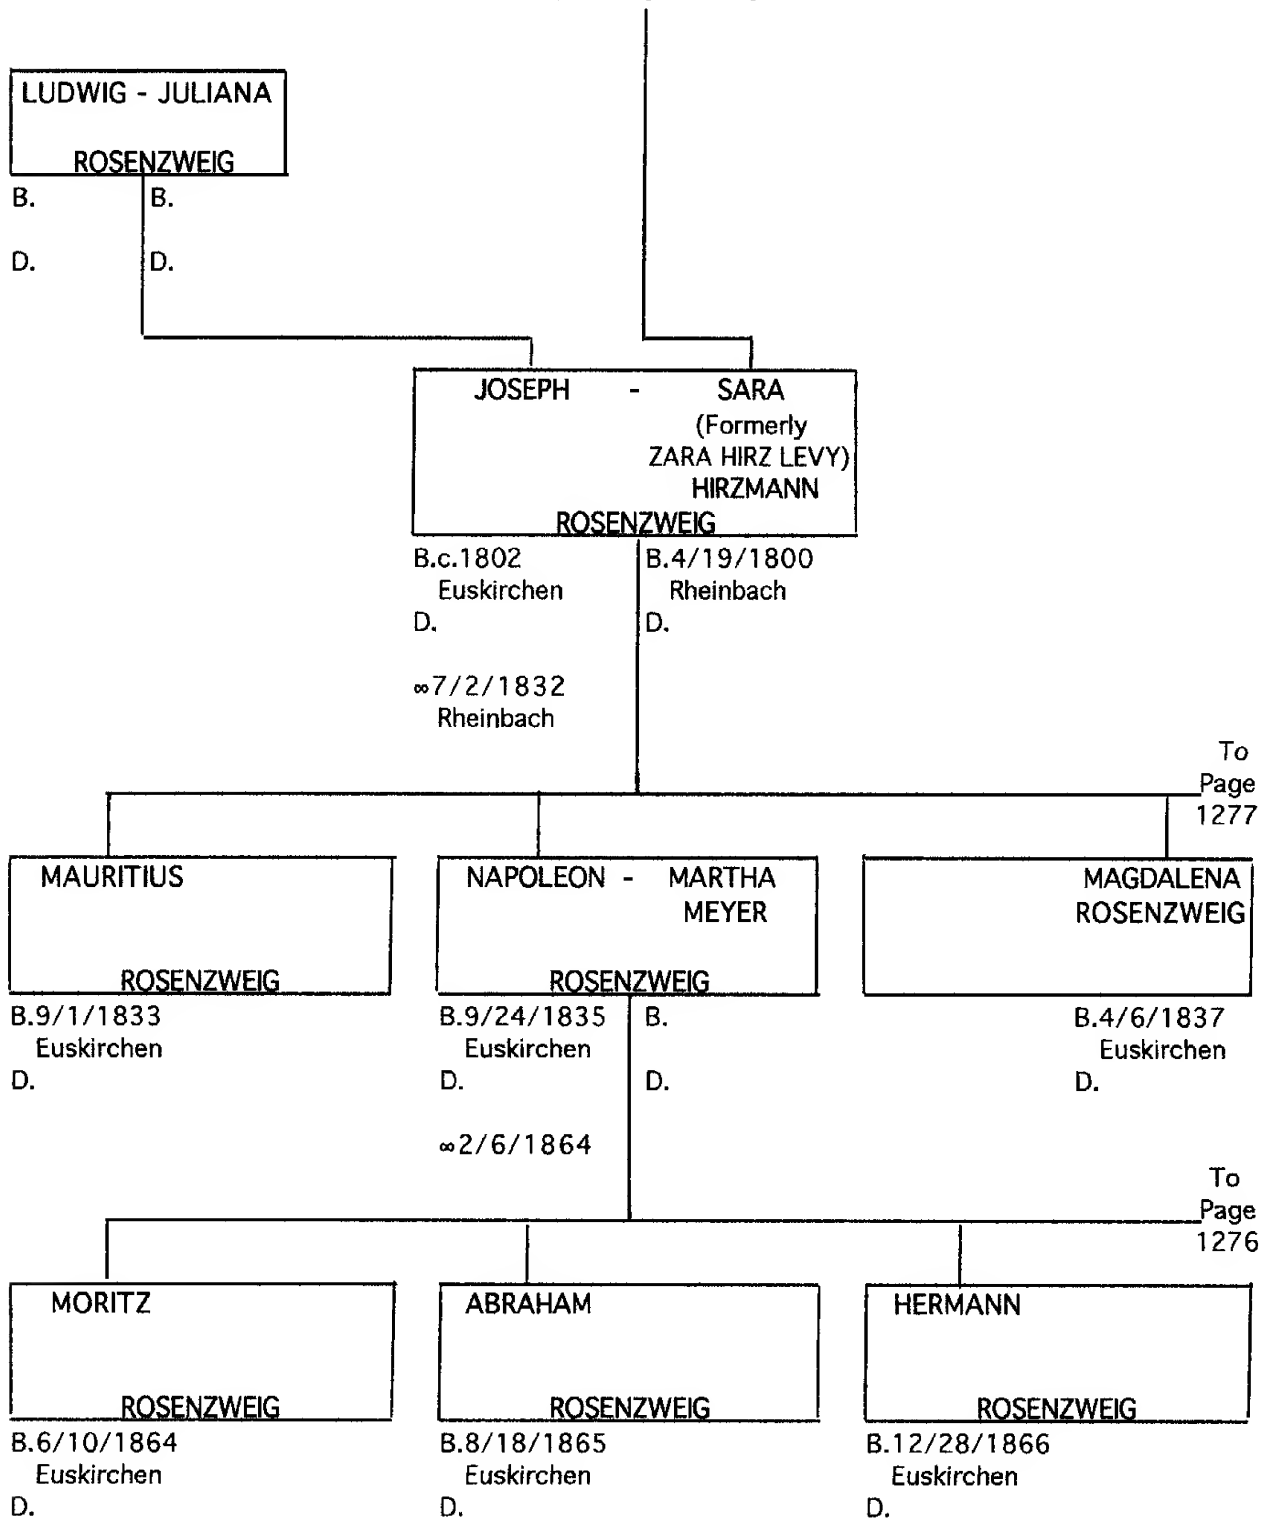 LUDWIG - JULIANA
ROSENZWEIG
B. B.
D. D.
JOSEPH - SARA
(Formerly
ZARA HIRZ LEVY)
HIRZMANN
ROSENZWEIG
B.c.1802 B.4/19/1800
Euskirchen Rheinbach
D. D.
∞7/2/1832
Rheinbach
To
Page
1277
MAURITIUS
ROSENZWEIG
B.9/1/1833
Euskirchen
D.
NAPOLEON - MARTHA
MEYER
ROSENZWEIG
B.9/24/1835 B.
Euskirchen
D. D.
∞2/6/1864
MAGDALENA
ROSENZWEIG
B.4/6/1837
Euskirchen
D.
To
Page
1276
MORITZ
ROSENZWEIG
B.6/10/1864
Euskirchen
D.
ABRAHAM
ROSENZWEIG
B.8/18/1865
Euskirchen
D.
HERMANN
ROSENZWEIG
B.12/28/1866
Euskirchen
D.